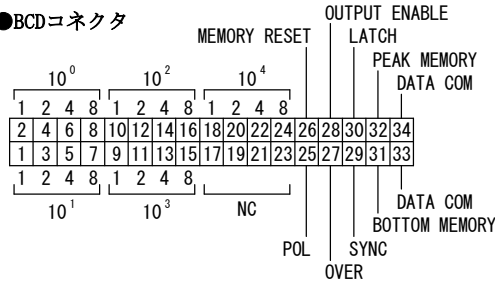 ●BCDコネクタ
OUTPUT ENABLE
MEMORY RESET LATCH
PEAK MEMORY
DATA COM
10⁰ 10² 10⁴
1 2 4 8 1 2 4 8 1 2 4 8
2 4 6 8 10 12 14 16 18 20 22 24 26 28 30 32 34
1 3 5 7 9 11 13 15 17 19 21 23 25 27 29 31 33
1 2 4 8 1 2 4 8
10¹ 10³ NC
DATA COM
BOTTOM MEMORY
POL SYNC
OVER